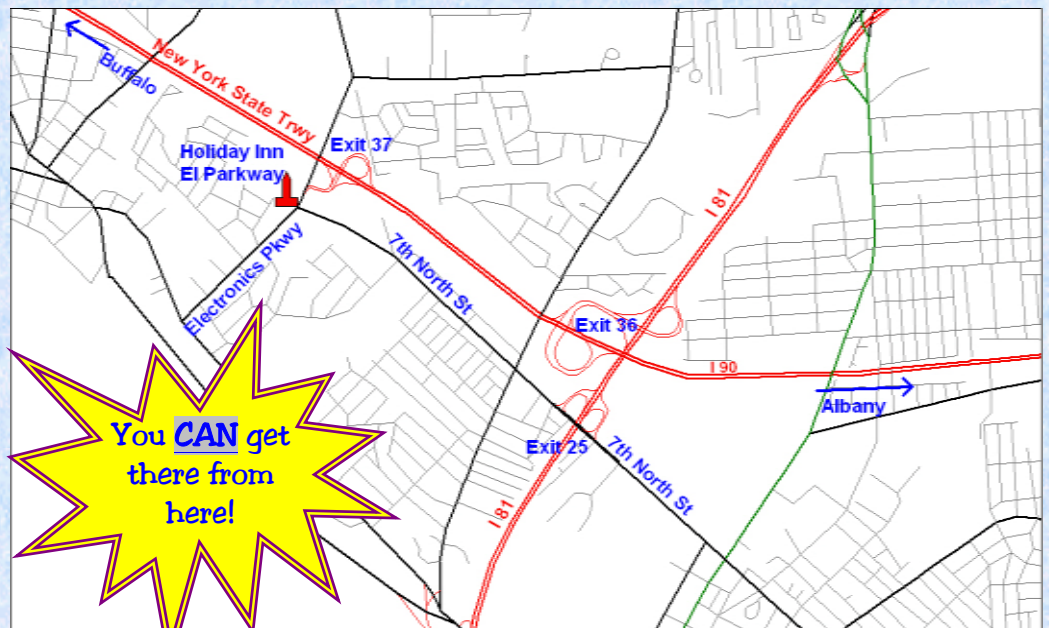 Buffalo
New York State Trwy
Exit 37
Holiday Inn
El Parkway
I 81
Electronics Pkwy
7th North St
Exit 36
I 90
Albany
You CAN get
there from
here!
Exit 25
7th North St
I 81